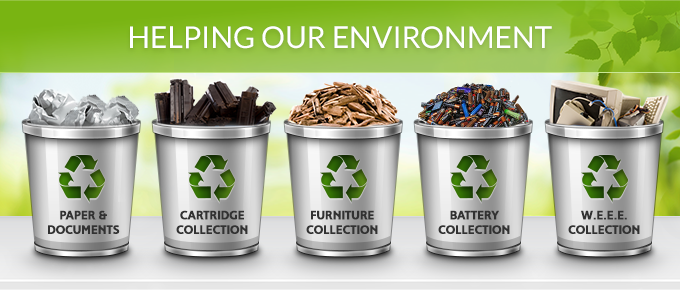 HELPING OUR ENVIRONMENT
PAPER &
DOCUMENTS
CARTRIDGE
COLLECTION
FURNITURE
COLLECTION
BATTERY
COLLECTION
W.E.E.E.
COLLECTION